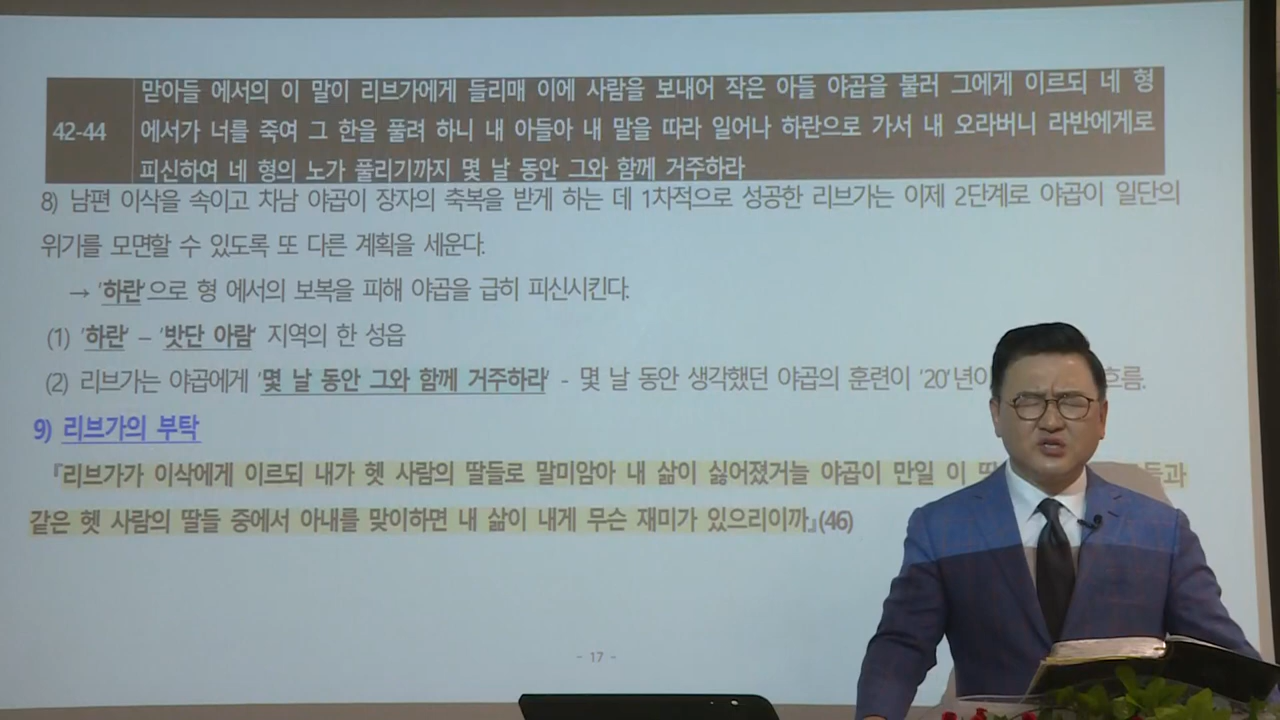 맏아들 에서의 이 말이 리브가에게 들리매 이에 사람을 보내어 작은 아들 야곱을 불러 그에게 이르되 네 형
42-44 에서가 너를 죽여 그 한을 풀려 하니 내 아들아 내 말을 따라 일어나 하란으로 가서 내 오라버니 라반에게로
피신하여 네 형의 노가 풀리기까지 몇 날 동안 그와 함께 거주하라
8) 남편 이삭을 속이고 차남 야곱이 장자의 축복을 받게 하는 데 1차적으로 성공한 리브가는 이제 2단계로 야곱이 일단의
위기를 모면할 수 있도록 또 다른 계획을 세운다.
→ '하란'으로 형 에서의 보복을 피해 야곱을 급히 피신시킨다.
(1) '하란' – '밧단 아람' 지역의 한 성읍
(2) 리브가는 야곱에게 '몇 날 동안 그와 함께 거주하라' - 몇 날 동안 생각했던 야곱의 훈련이 '20'년이 흐름.
9) 리브가의 부탁
『리브가가 이삭에게 이르되 내가 헷 사람의 딸들로 말미암아 내 삶이 싫어졌거늘 야곱이 만일 이
같은 헷 사람의 딸들 중에서 아내를 맞이하면 내 삶이 내게 무슨 재미가 있으리이까』(46)
- 17 -